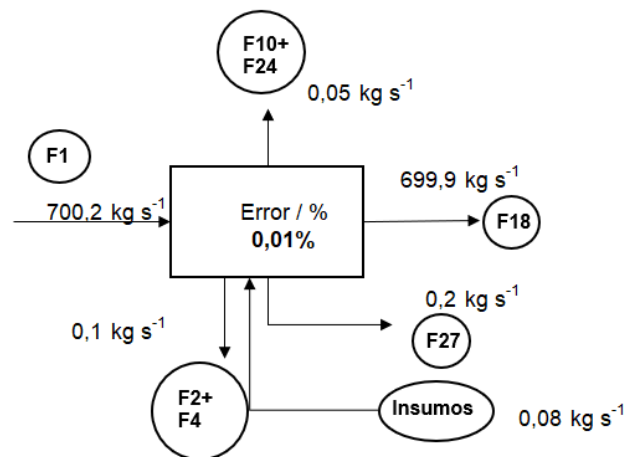 F10+
F24
0,05 kg s⁻¹
F1
700,2 kg s⁻¹
Error / %
0,01%
699,9 kg s⁻¹
F18
0,1 kg s⁻¹
0,2 kg s⁻¹
F27
F2+
F4
Insumos
0,08 kg s⁻¹